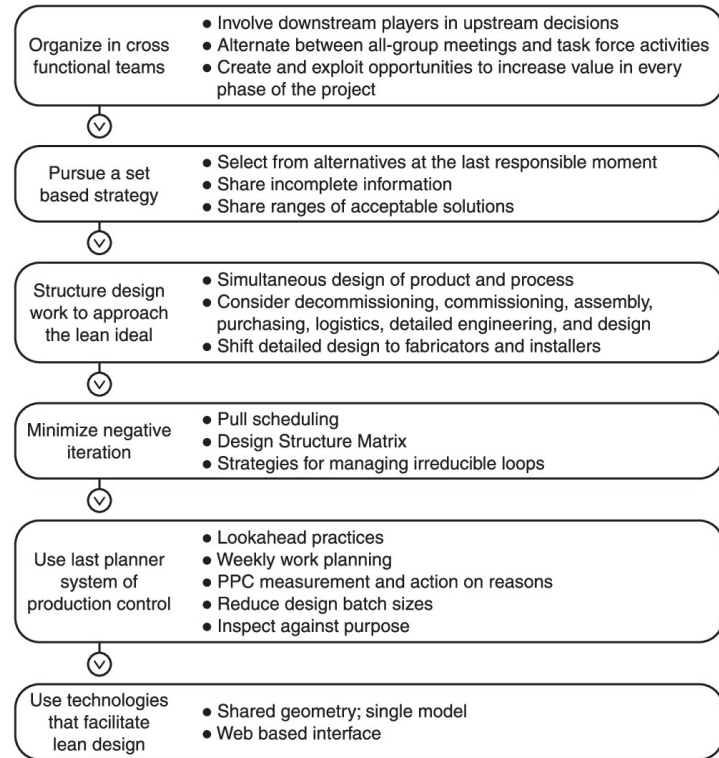 Organize in cross
functional teams
● Involve downstream players in upstream decisions
● Alternate between all-group meetings and task force activities
● Create and exploit opportunities to increase value in every
phase of the project
Pursue a set
based strategy
● Select from alternatives at the last responsible moment
● Share incomplete information
● Share ranges of acceptable solutions
Structure design
work to approach
the lean ideal
● Simultaneous design of product and process
● Consider decommissioning, commissioning, assembly,
purchasing, logistics, detailed engineering, and design
● Shift detailed design to fabricators and installers
Minimize negative
iteration
● Pull scheduling
● Design Structure Matrix
● Strategies for managing irreducible loops
Use last planner
system of
production control
● Lookahead practices
● Weekly work planning
● PPC measurement and action on reasons
● Reduce design batch sizes
● Inspect against purpose
Use technologies
that facilitate
lean design
● Shared geometry; single model
● Web based interface